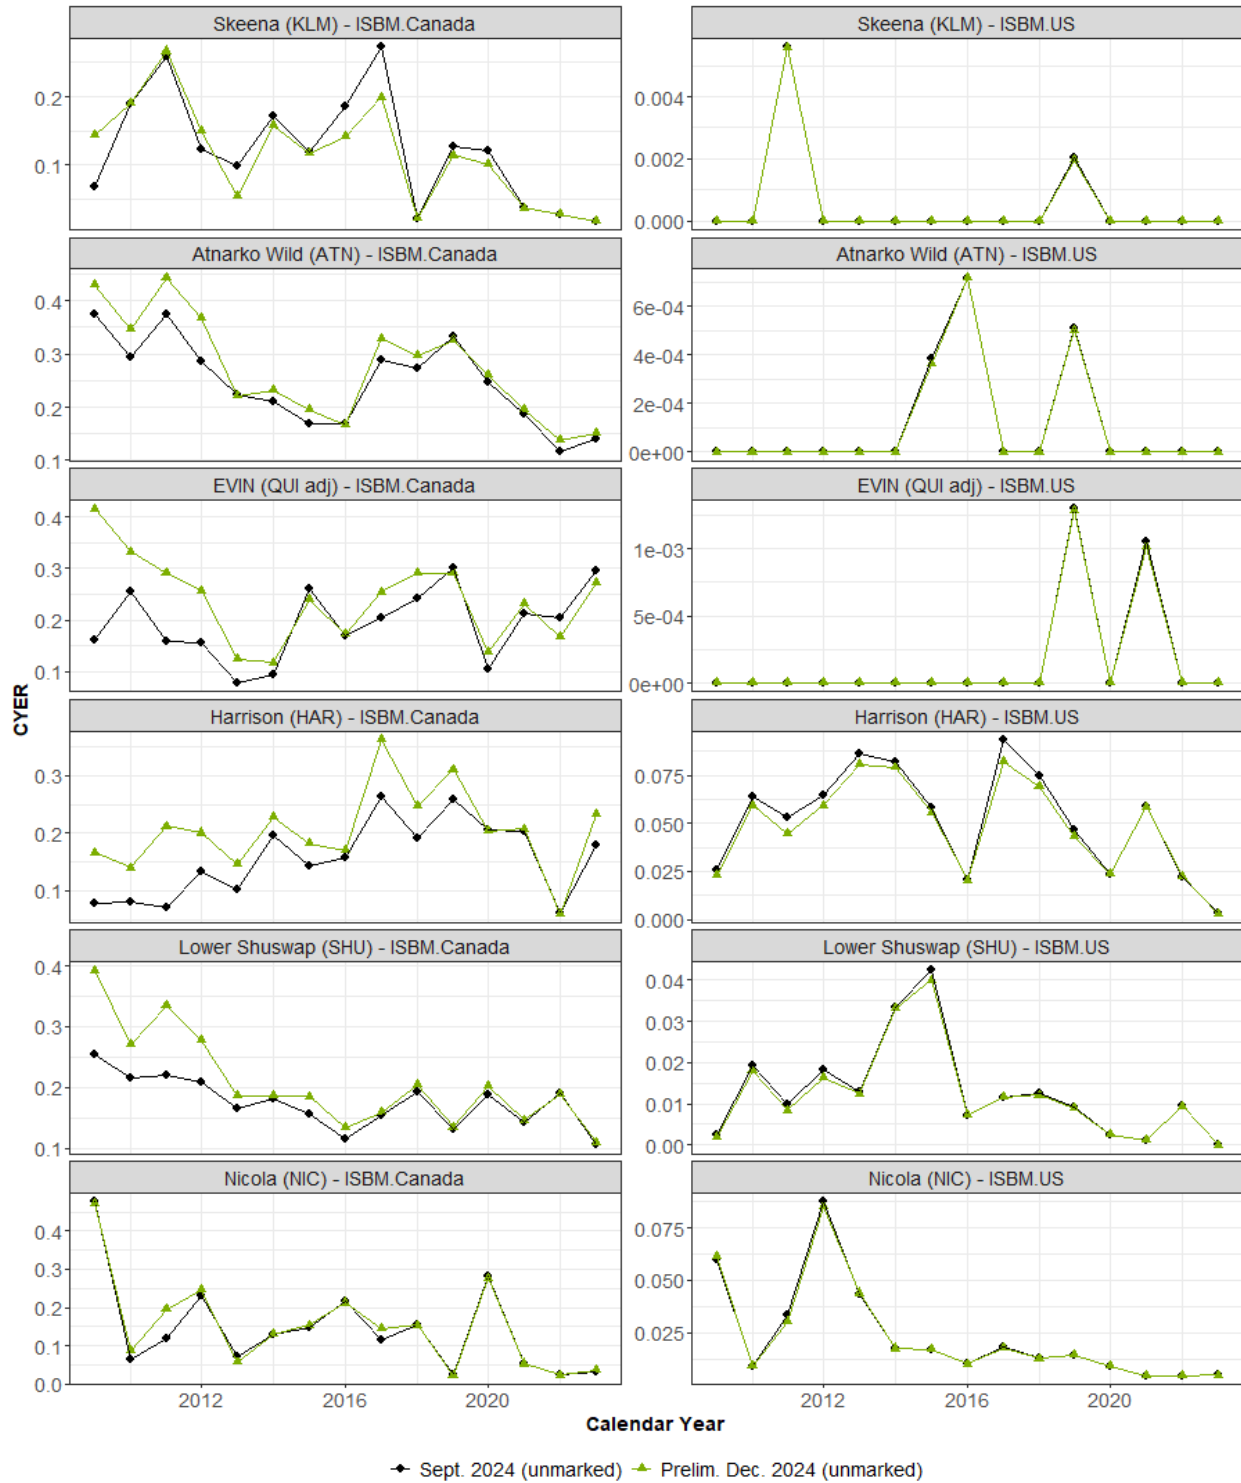 Skeena (KLM) - ISBM.Canada
Skeena (KLM) - ISBM.US
0.2
0.1
0.004
0.002
0.000
Atnarko Wild (ATN) - ISBM.Canada
Atnarko Wild (ATN) - ISBM.US
0.4
0.3
0.2
0.1
6e-04
4e-04
2e-04
0e+00
EVIN (QUI adj) - ISBM.Canada
EVIN (QUI adj) - ISBM.US
0.4
0.3
0.2
0.1
1e-03
5e-04
0e+00
CYER
Harrison (HAR) - ISBM.Canada
Harrison (HAR) - ISBM.US
0.3
0.2
0.1
0.075
0.050
0.025
0.000
Lower Shuswap (SHU) - ISBM.Canada
Lower Shuswap (SHU) - ISBM.US
0.4
0.3
0.2
0.1
0.04
0.03
0.02
0.01
0.00
Nicola (NIC) - ISBM.Canada
Nicola (NIC) - ISBM.US
0.4
0.3
0.2
0.1
0.0
0.075
0.050
0.025
2012 2016 2020 2012 2016 2020
Calendar Year
Sept. 2024 (unmarked) Prelim. Dec. 2024 (unmarked)